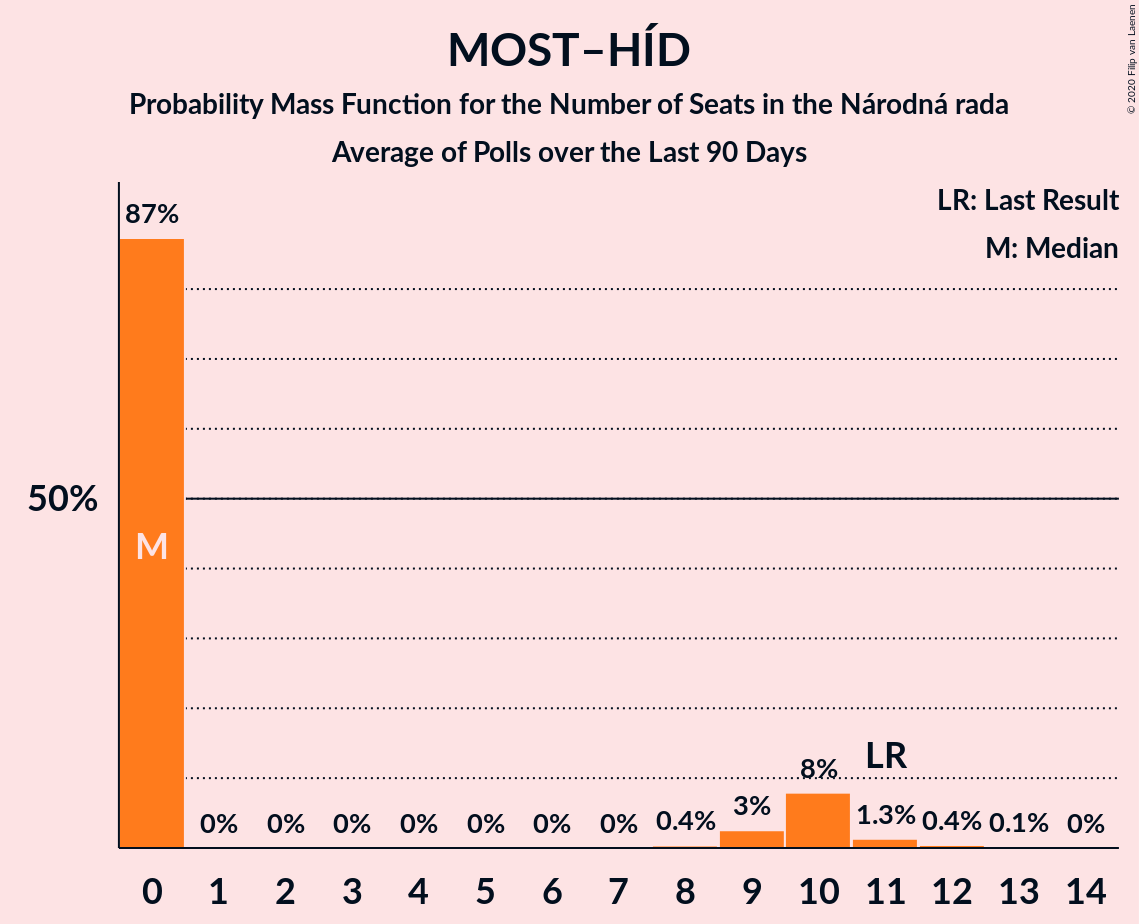 MOST–HÍD
Probability Mass Function for the Number of Seats in the Národná rada
Average of Polls over the Last 90 Days
© 2020 Filip van Laenen
LR: Last Result
M: Median
87%
50%
M
LR
0% 0% 0% 0% 0% 0% 0% 0.4% 3% 8% 1.3% 0.4% 0.1% 0%
0 1 2 3 4 5 6 7 8 9 10 11 12 13 14